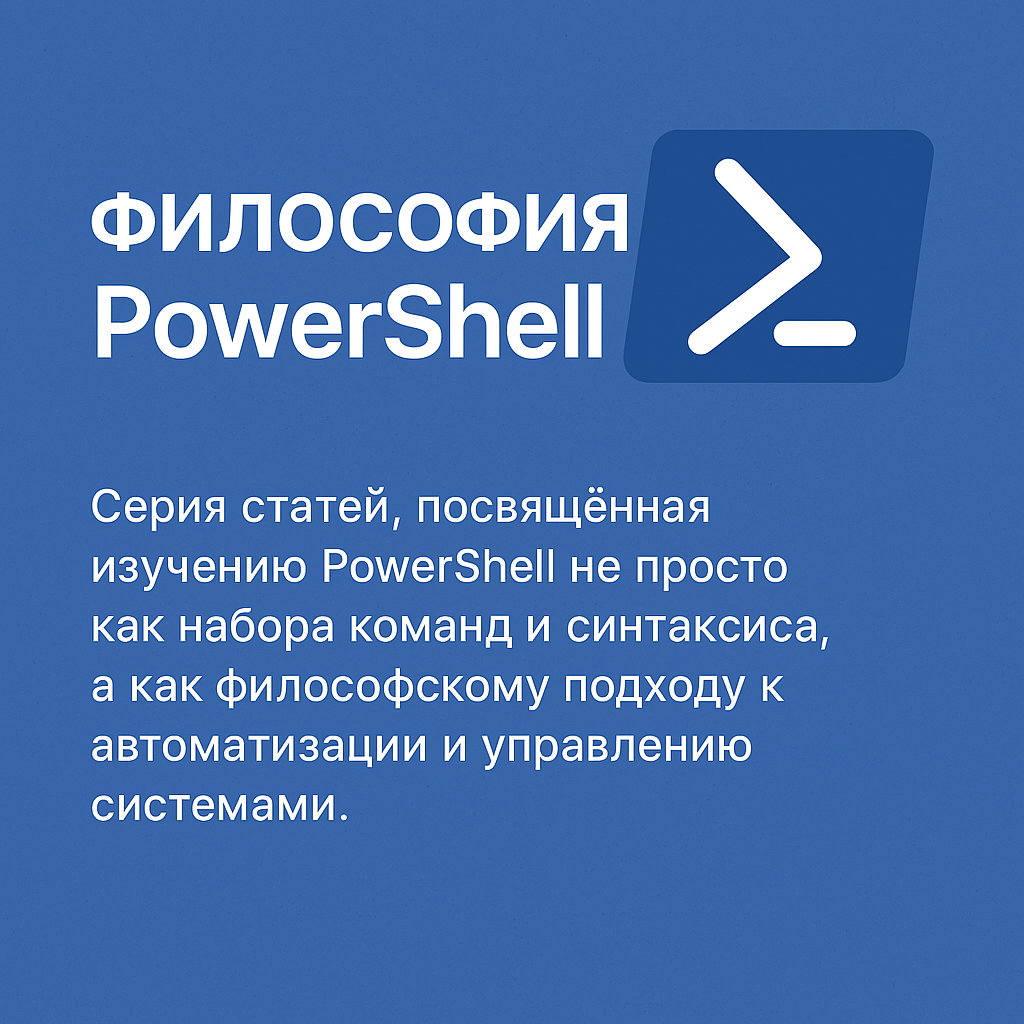 ФИЛОСОФИЯ
PowerShell
Серия статей, посвящённая
изучению PowerShell не просто
как набора команд и синтаксиса,
а как философскому подходу к
автоматизации и управлению
системами.